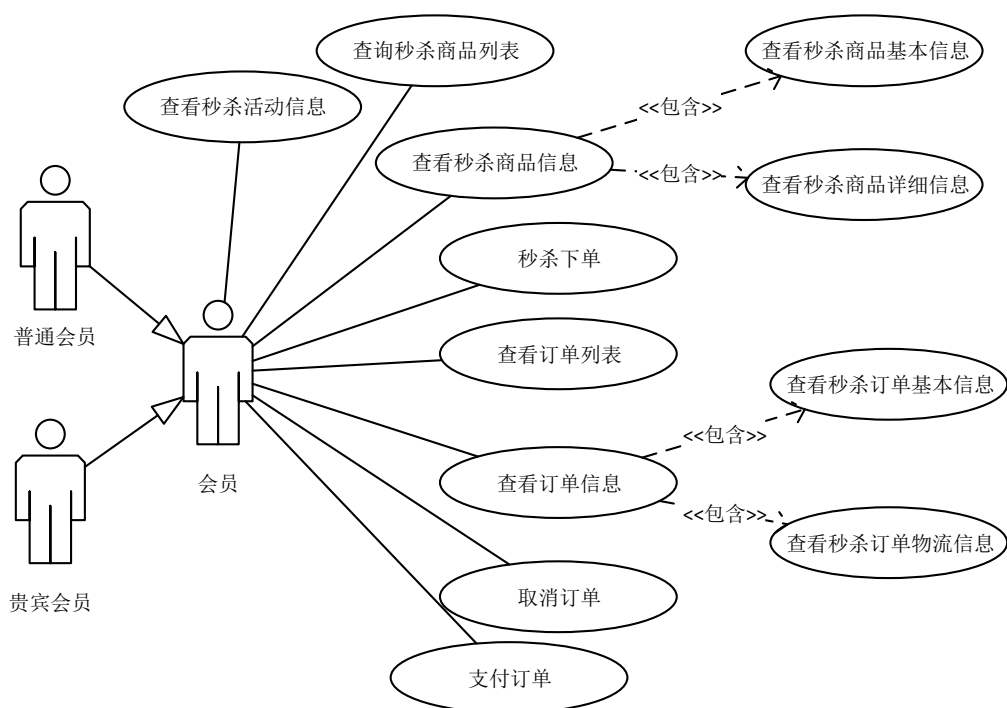 查询秒杀商品列表
查看秒杀商品基本信息
查看秒杀活动信息
<<包含>>
查看秒杀商品信息
<<包含>>
查看秒杀商品详细信息
秒杀下单
普通会员
查看订单列表
查看秒杀订单基本信息
<<包含>>
会员
查看订单信息
<<包含>>
查看秒杀订单物流信息
贵宾会员
取消订单
支付订单